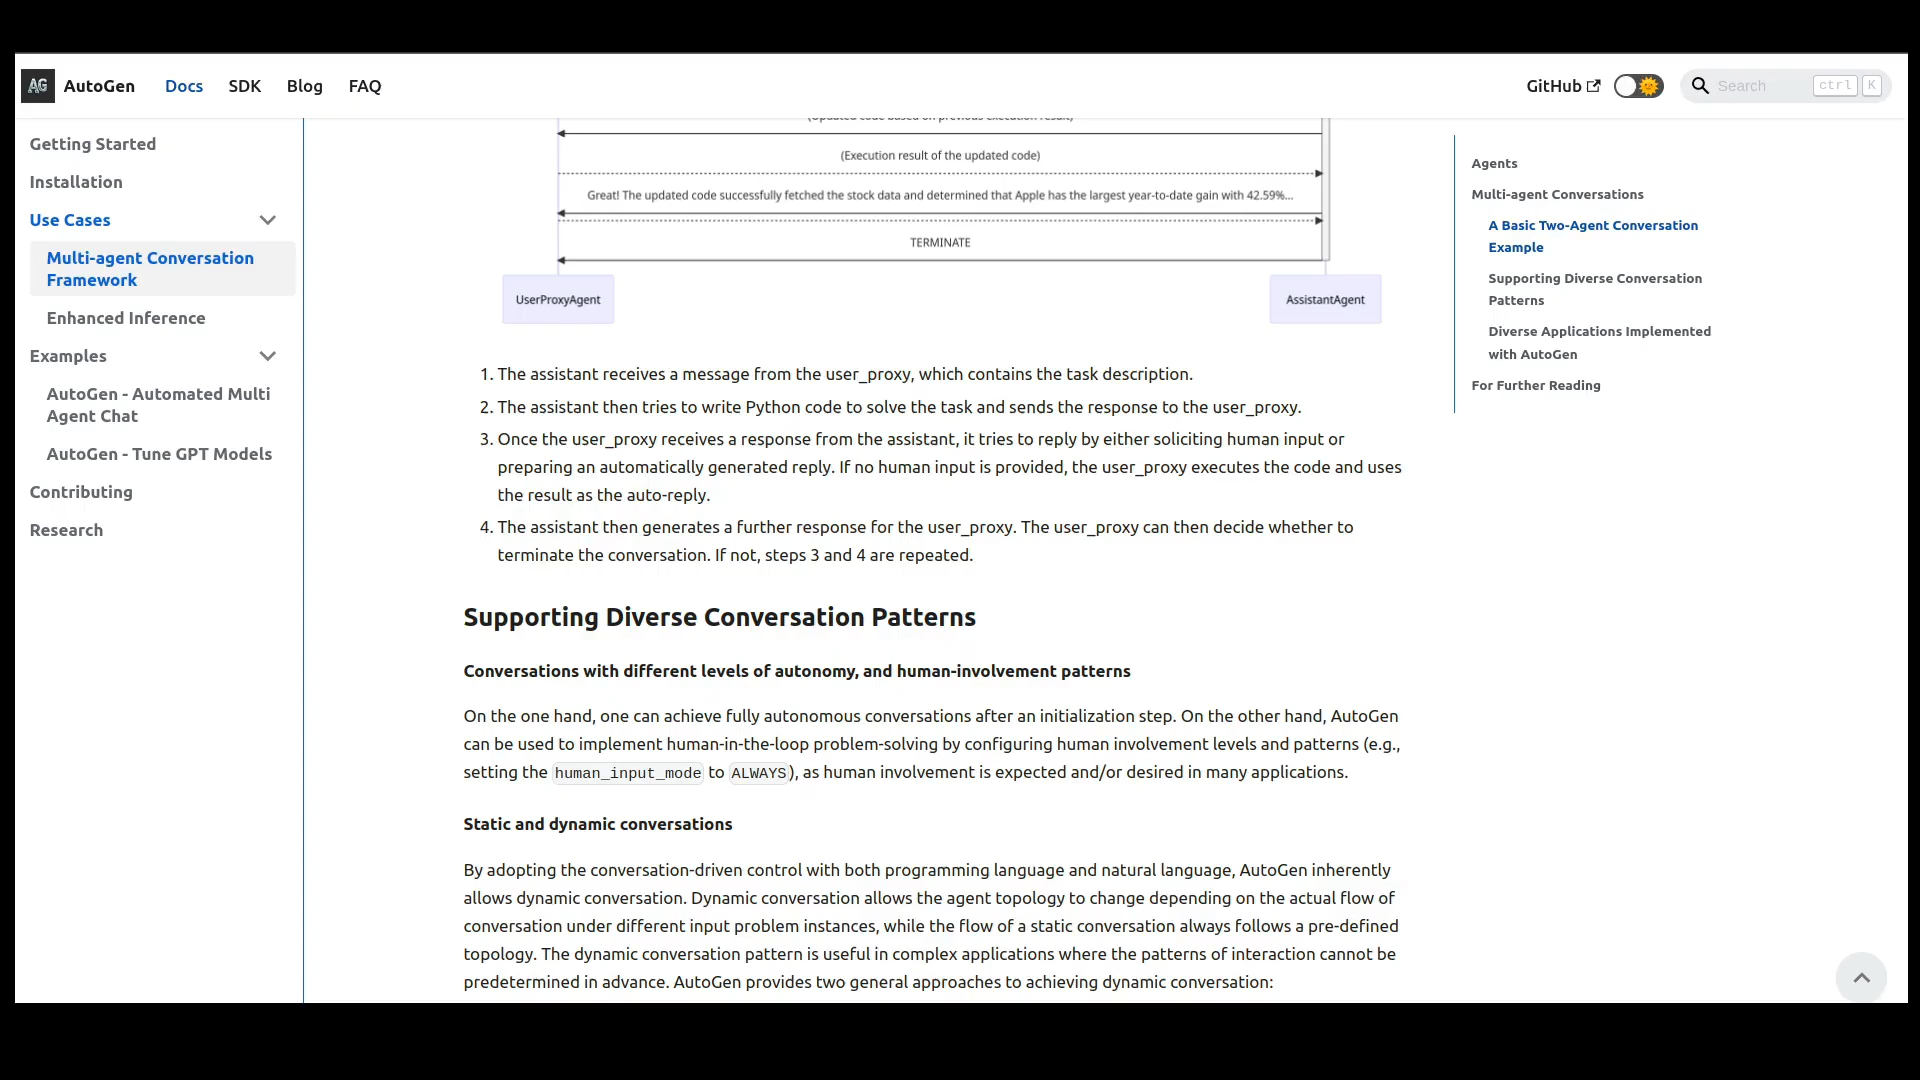 AG AutoGen Docs SDK Blog FAQ GitHub Search ctrl K
Getting Started
Installation
Use Cases
Multi-agent Conversation
Framework
Enhanced Inference
Examples
AutoGen - Automated Multi
Agent Chat
AutoGen - Tune GPT Models
Contributing
Research
(Updated code based on previous execution result)
(Execution result of the updated code)
Great! The updated code successfully fetched the stock data and determined that Apple has the largest year-to-date gain with 42.59%...
TERMINATE
UserProxyAgent AssistantAgent
1. The assistant receives a message from the user_proxy, which contains the task description.
2. The assistant then tries to write Python code to solve the task and sends the response to the user_proxy.
3. Once the user_proxy receives a response from the assistant, it tries to reply by either soliciting human input or
preparing an automatically generated reply. If no human input is provided, the user_proxy executes the code and uses
the result as the auto-reply.
4. The assistant then generates a further response for the user_proxy. The user_proxy can then decide whether to
terminate the conversation. If not, steps 3 and 4 are repeated.
Supporting Diverse Conversation Patterns
Conversations with different levels of autonomy, and human-involvement patterns
On the one hand, one can achieve fully autonomous conversations after an initialization step. On the other hand, AutoGen
can be used to implement human-in-the-loop problem-solving by configuring human involvement levels and patterns (e.g.,
setting the human_input_mode to ALWAYS), as human involvement is expected and/or desired in many applications.
Static and dynamic conversations
By adopting the conversation-driven control with both programming language and natural language, AutoGen inherently
allows dynamic conversation. Dynamic conversation allows the agent topology to change depending on the actual flow of
conversation under different input problem instances, while the flow of a static conversation always follows a pre-defined
topology. The dynamic conversation pattern is useful in complex applications where the patterns of interaction cannot be
predetermined in advance. AutoGen provides two general approaches to achieving dynamic conversation:
Agents
Multi-agent Conversations
A Basic Two-Agent Conversation
Example
Supporting Diverse Conversation
Patterns
Diverse Applications Implemented
with AutoGen
For Further Reading